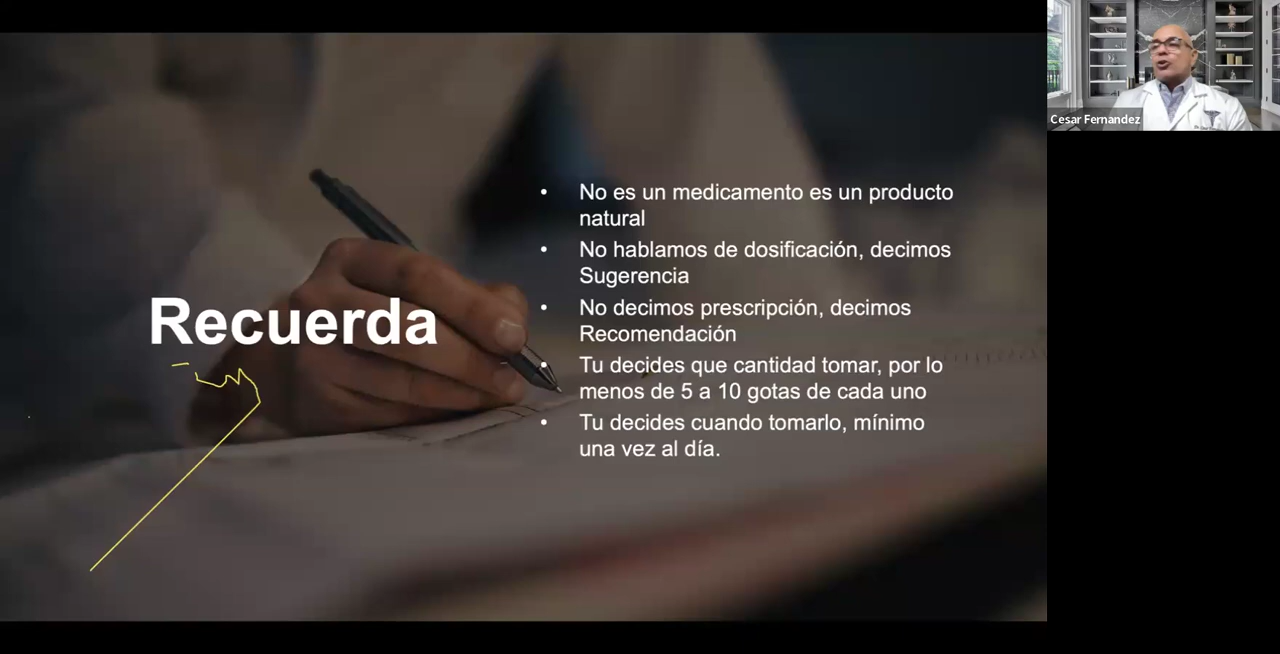 Recuerda
• No es un medicamento es un producto
natural
• No hablamos de dosificación, decimos
Sugerencia
• No decimos prescripción, decimos
Recomendación
• Tu decides que cantidad tomar, por lo
menos de 5 a 10 gotas de cada uno
• Tu decides cuando tomarlo, mínimo
una vez al día.
Cesar Fernandez